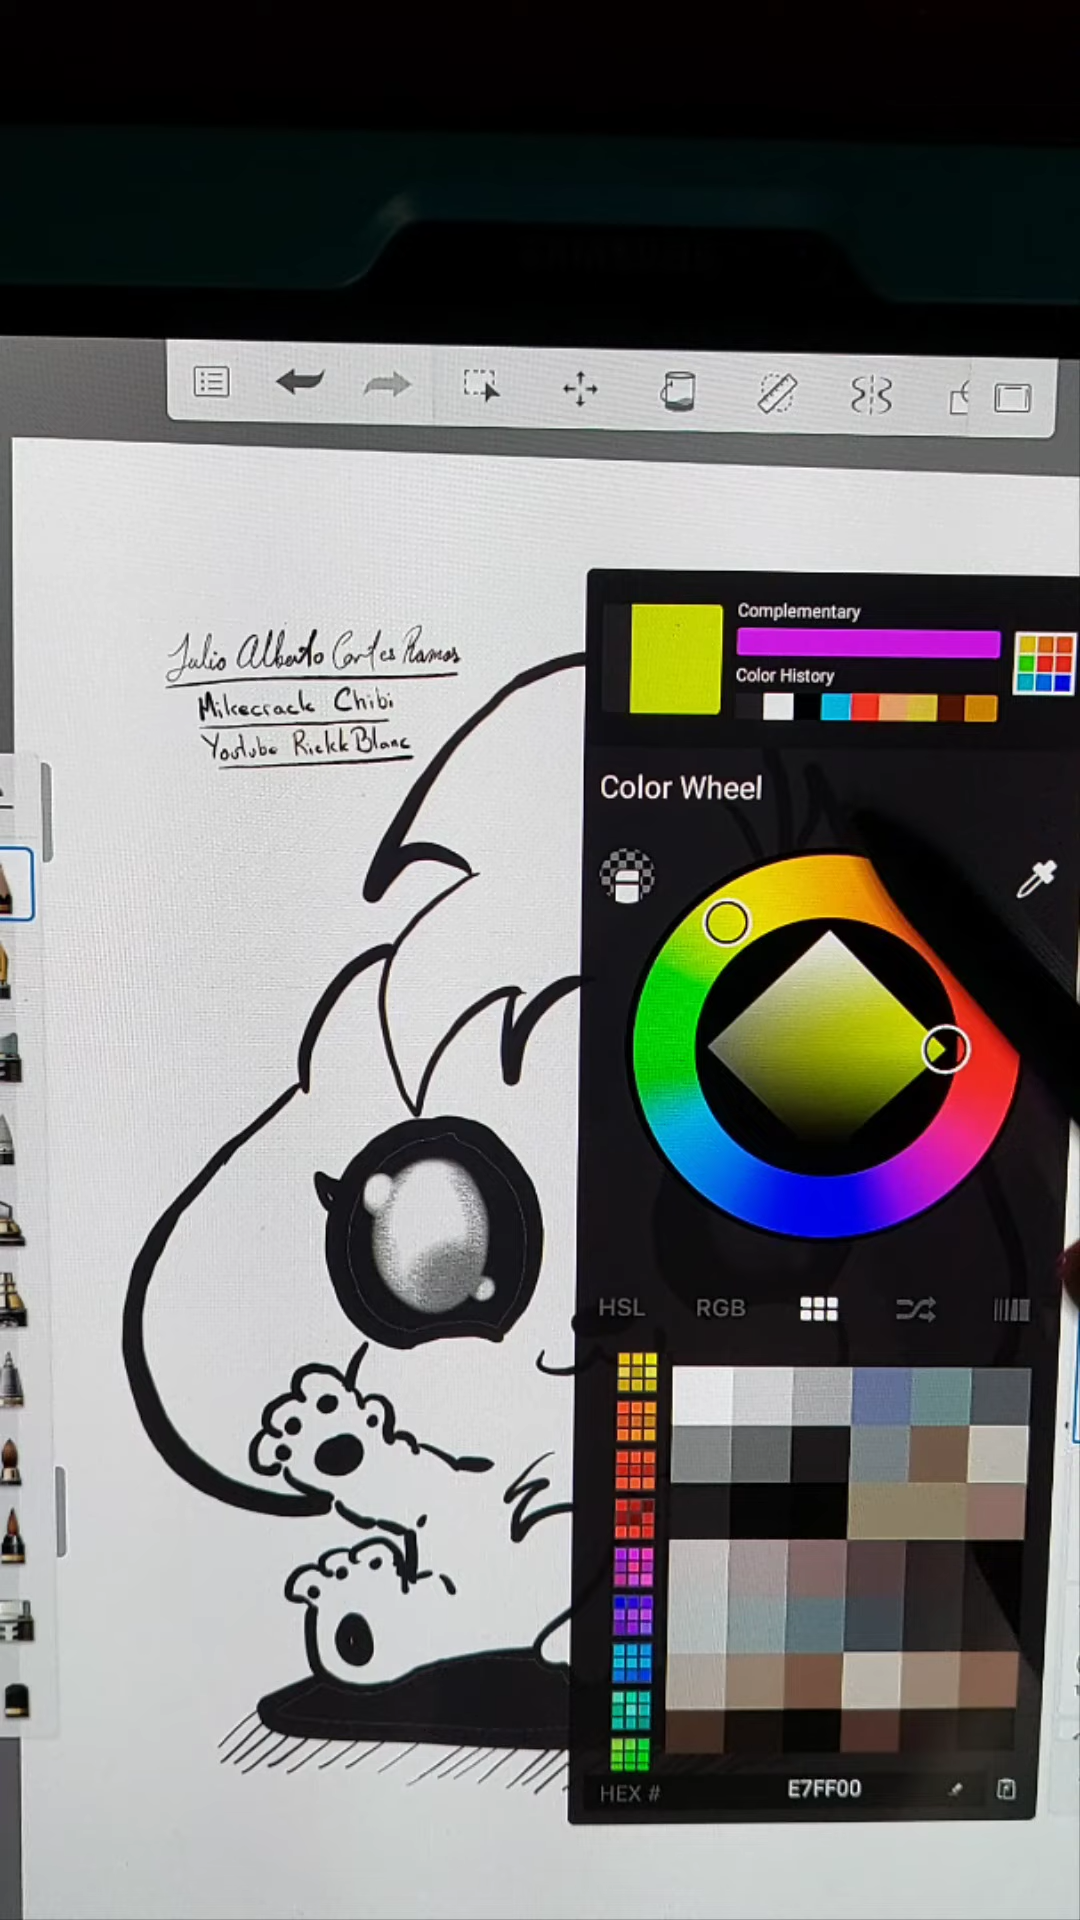 Julio Alberto Cortes Ramos
Mikecrack Chibi
Youtube RickkBlanc
Complementary
Color History
Color Wheel
HSL RGB
HEX # E7FF00